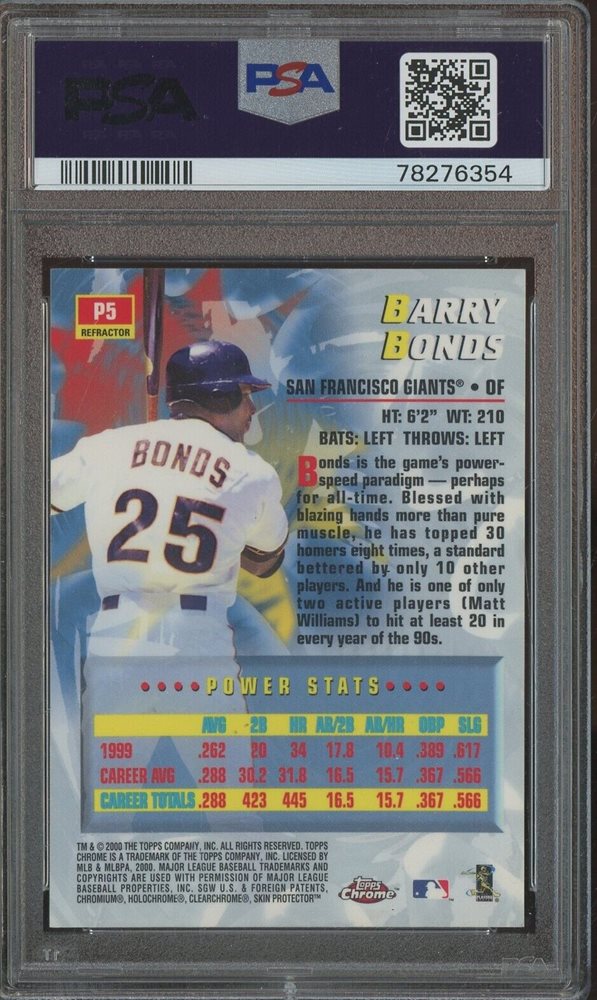 PSA
PSA
78276354
P5
REFRACTOR
BARRY
BONDS
SAN FRANCISCO GIANTS® • OF
HT: 6'2" WT: 210
BATS: LEFT THROWS: LEFT
Bonds is the game's power-
speed paradigm — perhaps
for all-time. Blessed with
blazing hands more than pure
muscle, he has topped 30
homers eight times, a standard
bettered by only 10 other
players. And he is one of only
two active players (Matt
Williams) to hit at least 20 in
every year of the 90s.
BONDS
25
••••POWER STATS••••
AVG 2B HR AB/2B AB/HR OBP SLG
1999 .262 20 34 17.8 10.4 .389 .617
CAREER AVG .288 30.2 31.8 16.5 15.7 .367 .566
CAREER TOTALS .288 423 445 16.5 15.7 .367 .566
TM & © 2000 THE TOPPS COMPANY, INC. ALL RIGHTS RESERVED. TOPPS
CHROME IS A TRADEMARK OF THE TOPPS COMPANY, INC. LICENSED BY
MLB & MLBPA, 2000. MAJOR LEAGUE BASEBALL TRADEMARKS AND
COPYRIGHTS ARE USED WITH PERMISSION OF MAJOR LEAGUE
BASEBALL PROPERTIES, INC. SGW U.S. & FOREIGN PATENTS,
CHROMIUM®, HOLOCHROME®, CLEARCHROME®, SKIN PROTECTOR™
Topps
Chrome
PSA